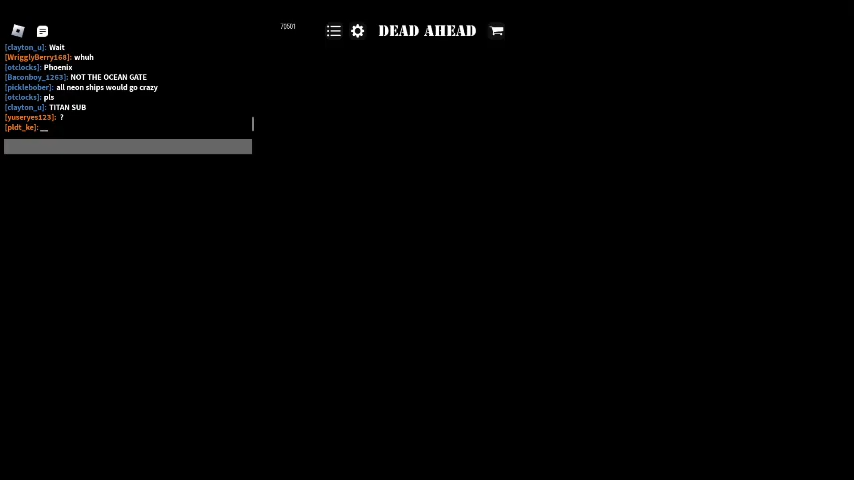 70501
DEAD AHEAD
[clayton_u]: Wait
[WrigglyBerry168]: whuh
[otclocks]: Phoenix
[Baconboy_1263]: NOT THE OCEAN GATE
[picklebober]: all neon ships would go crazy
[otclocks]: pls
[clayton_u]: TITAN SUB
[yuseryes123]: ?
[pldt_ke]: __